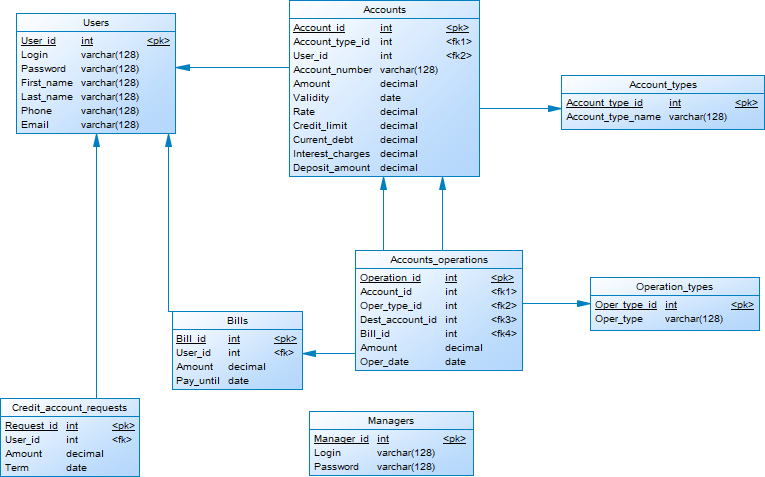 Users
User_id int <pk>
Login varchar(128)
Password varchar(128)
First_name varchar(128)
Last_name varchar(128)
Phone varchar(128)
Email varchar(128)
Accounts
Account_id int <pk>
Account_type_id int <fk1>
User_id int <fk2>
Account_number varchar(128)
Amount decimal
Validity date
Rate decimal
Credit_limit decimal
Current_debt decimal
Interest_charges decimal
Deposit_amount decimal
Account_types
Account_type_id int <pk>
Account_type_name varchar(128)
Accounts_operations
Operation_id int <pk>
Account_id int <fk1>
Oper_type_id int <fk2>
Dest_account_id int <fk3>
Bill_id int <fk4>
Amount decimal
Oper_date date
Operation_types
Oper_type_id int <pk>
Oper_type varchar(128)
Bills
Bill_id int <pk>
User_id int <fk>
Amount decimal
Pay_until date
Credit_account_requests
Request_id int <pk>
User_id int <fk>
Amount decimal
Term date
Managers
Manager_id int <pk>
Login varchar(128)
Password varchar(128)